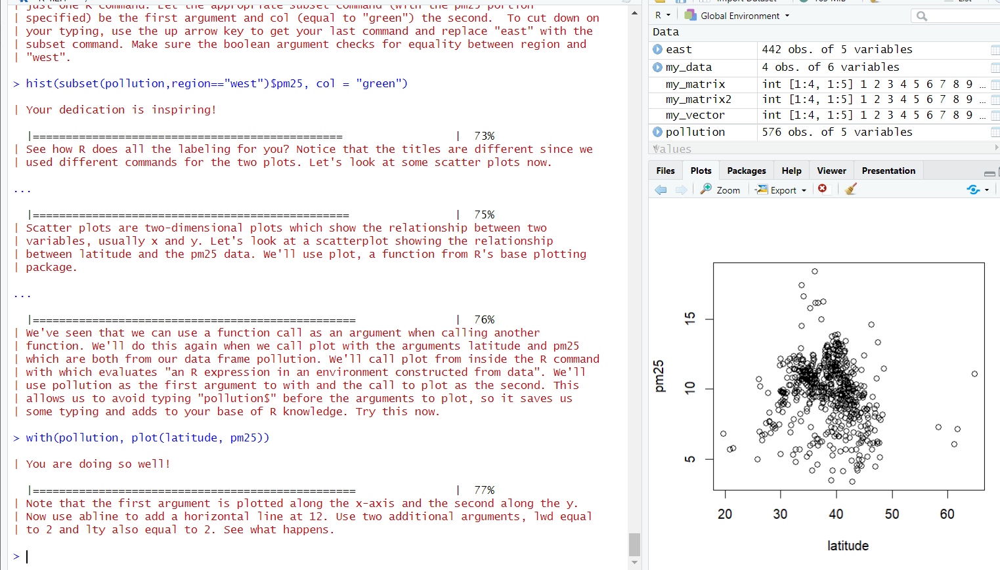 | just one R command. Let the appropriate subset command (with the pm25 portion
| specified) be the first argument and col (equal to "green") the second.  To cut down on
| your typing, use the up arrow key to get your last command and replace "east" with the
| subset command. Make sure the boolean argument checks for equality between region and
| "west".
> hist(subset(pollution,region=="west")$pm25, col = "green")
| Your dedication is inspiring!
|===============================================                 |  73%
| See how R does all the labeling for you? Notice that the titles are different since we
| used different commands for the two plots. Let's look at some scatter plots now.
...
|================================================                |  75%
| Scatter plots are two-dimensional plots which show the relationship between two
| variables, usually x and y. Let's look at a scatterplot showing the relationship
| between latitude and the pm25 data. We'll use plot, a function from R's base plotting
| package.
...
|=================================================               |  76%
| We've seen that we can use a function call as an argument when calling another
| function. We'll do this again when we call plot with the arguments latitude and pm25
| which are both from our data frame pollution. We'll call plot from inside the R command
| with which evaluates "an R expression in an environment constructed from data". We'll
| use pollution as the first argument to with and the call to plot as the second. This
| allows us to avoid typing "pollution$" before the arguments to plot, so it saves us
| some typing and adds to your base of R knowledge. Try this now.
> with(pollution, plot(latitude, pm25))
| You are doing so well!
|=================================================               |  77%
| Note that the first argument is plotted along the x-axis and the second along the y.
| Now use abline to add a horizontal line at 12. Use two additional arguments, lwd equal
| to 2 and lty also equal to 2. See what happens.
>
R Global Environment
Data
east 442 obs. of 5 variables
my_data 4 obs. of 6 variables
my_matrix int [1:4, 1:5] 1 2 3 4 5 6 7 8 9 …
my_matrix2 int [1:4, 1:5] 1 2 3 4 5 6 7 8 9 …
my_vector int [1:4, 1:5] 1 2 3 4 5 6 7 8 9 …
pollution 576 obs. of 5 variables
Values
Files Plots Packages Help Viewer Presentation
Zoom Export
15
10
5
pm25
20 30 40 50 60
latitude